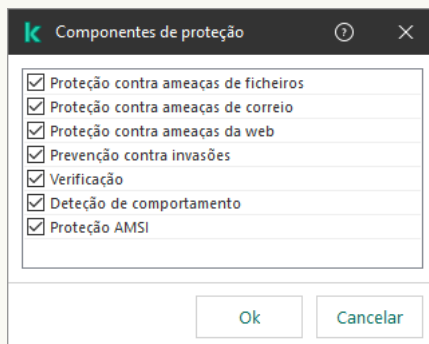 Componentes de proteção
Proteção contra ameaças de ficheiros
Proteção contra ameaças de correio
Proteção contra ameaças da web
Prevenção contra invasões
Verificação
Deteção de comportamento
Proteção AMSI
Ok
Cancelar